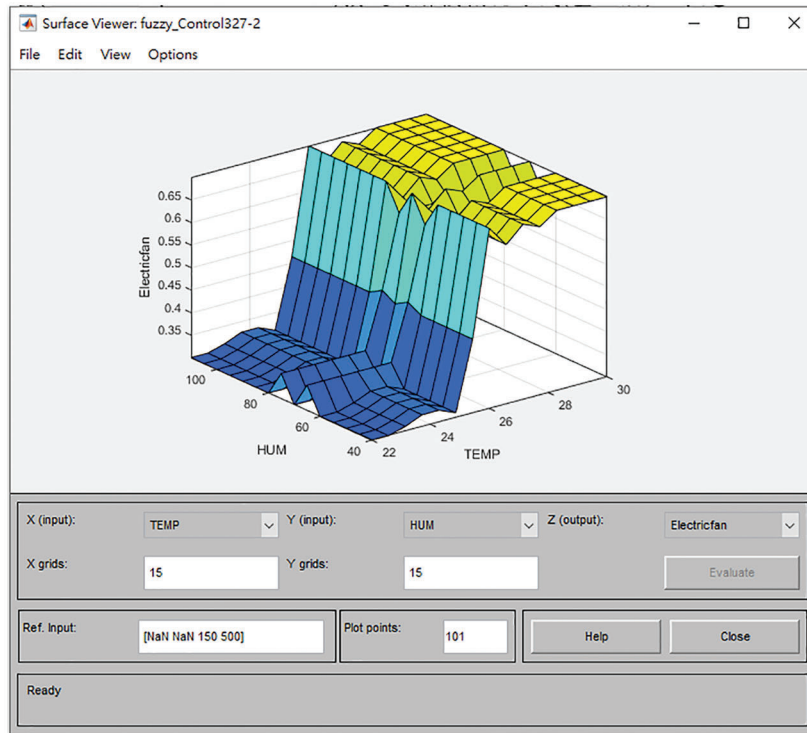 Surface Viewer: fuzzy_Control327-2
File Edit View Options
Electricfan
0.65
0.6
0.55
0.5
0.45
0.4
0.35
100
80
60
40
HUM
22
24
26
28
30
TEMP
X (input): TEMP Y (input): HUM Z (output): Electricfan
X grids: 15 Y grids: 15 Evaluate
Ref. Input: [NaN NaN 150 500] Plot points: 101 Help Close
Ready